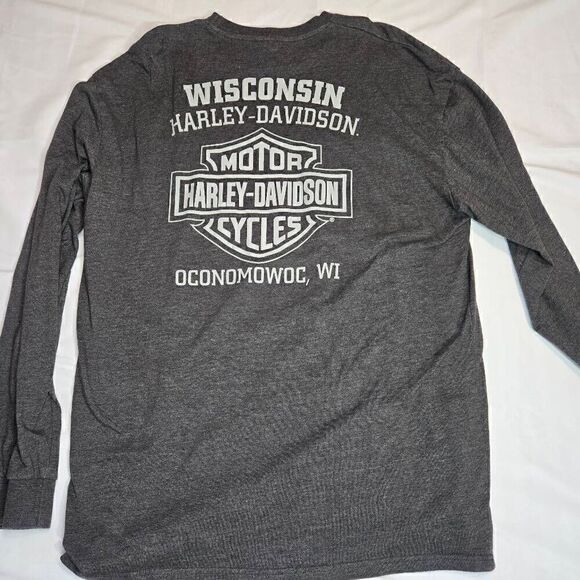 WISCONSIN
HARLEY-DAVIDSON®
MOTOR
HARLEY-DAVIDSON
CYCLES®
OCONOMOWOC, WI